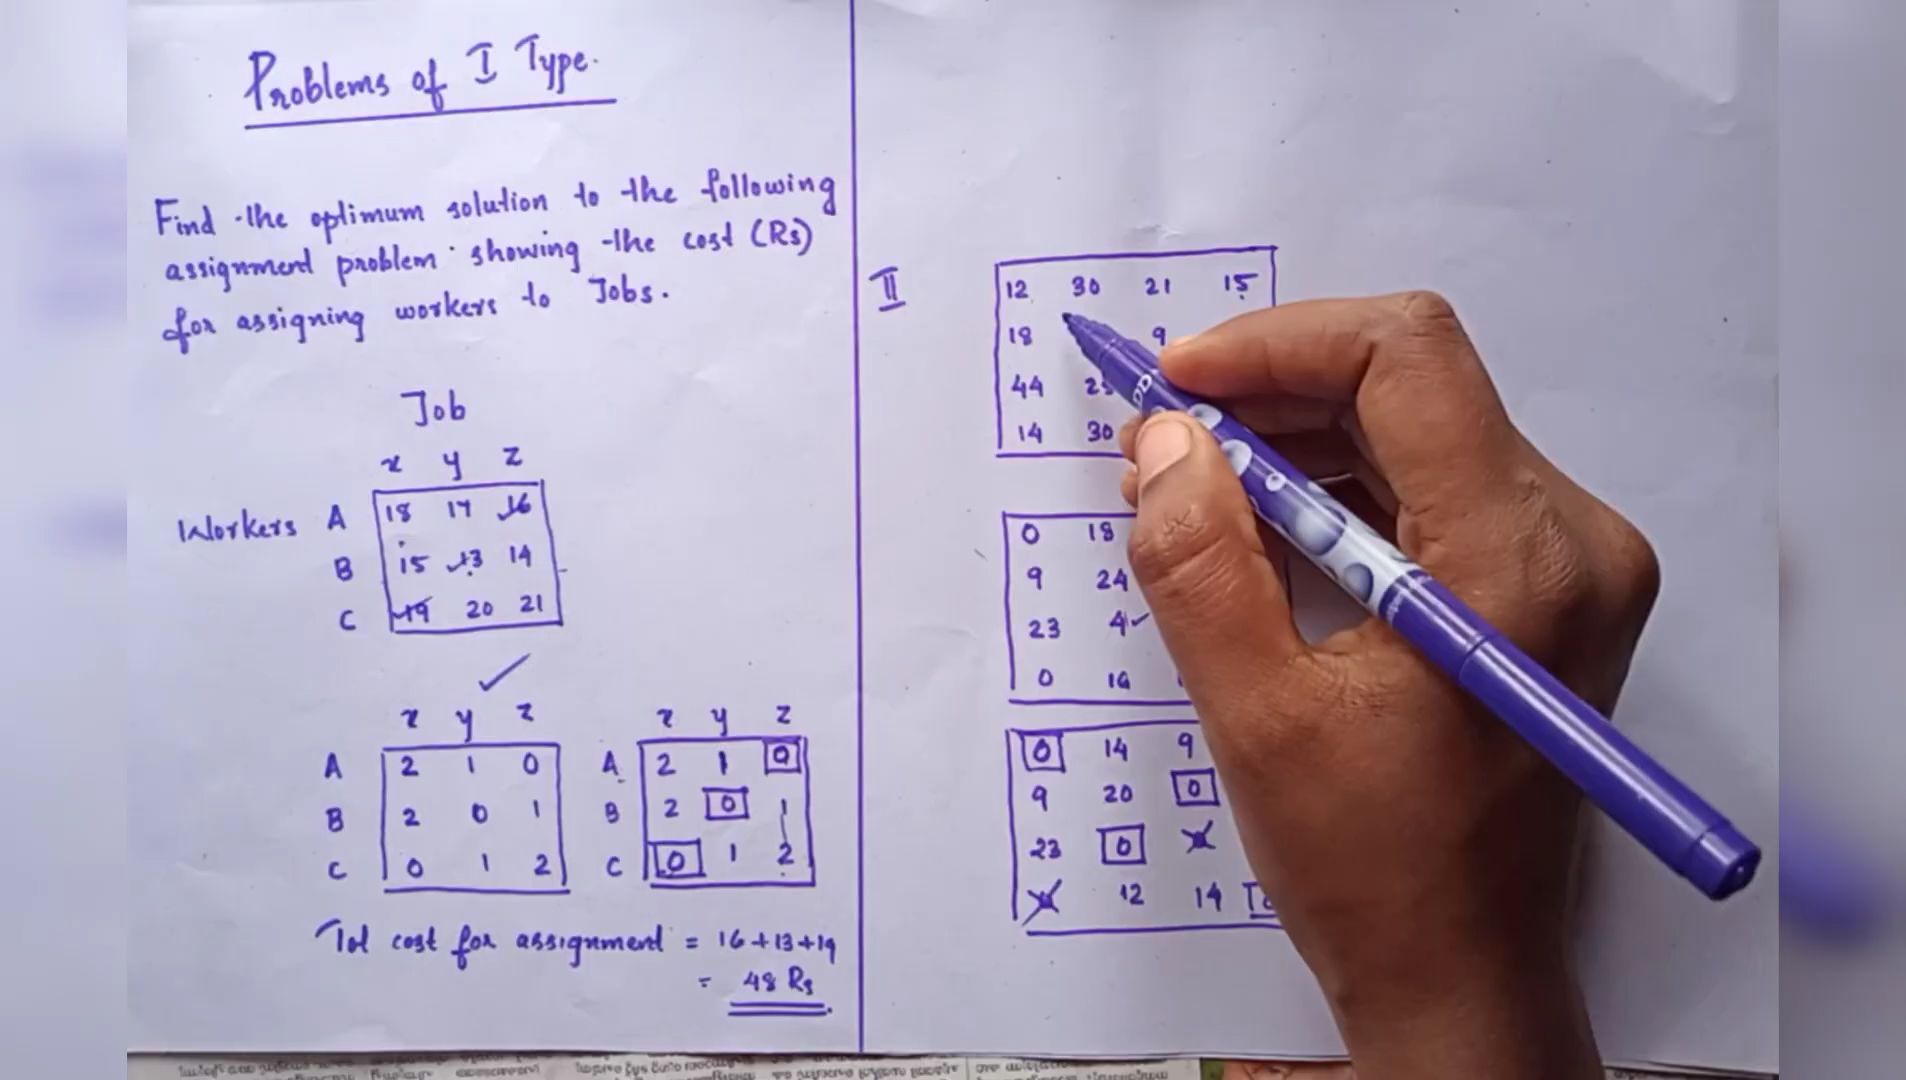 Problems of I Type.
Find the optimum solution to the following
assignment problem showing the cost (Rs)
for assigning workers to Jobs.
Job
x y z
Workers A 18 17 16
B 15 13 14
C 19 20 21
x y z
A 2 1 0
B 2 0 1
C 0 1 2
x y z
A 2 1 0
B 2 0 1
C 0 1 2
Tot cost for assignment = 16+13+19
= 48 Rs
II
12 30 21 15
18 9
44 25
14 30
0 18
9 24
23 4
0 16
0 14 9
9 20 0
23 0 0
0 12 14